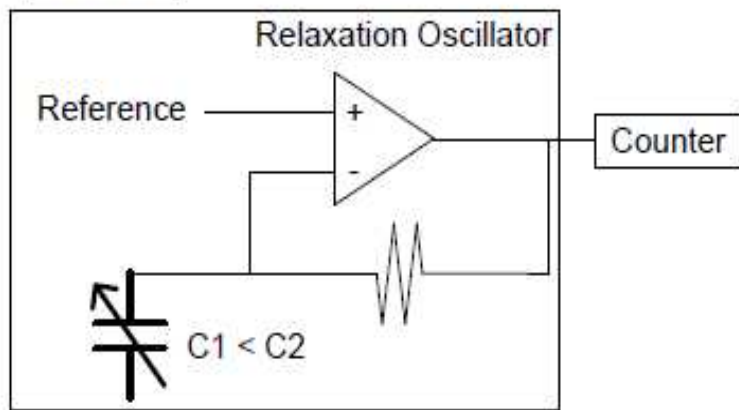 Relaxation Oscillator
Reference
+
-
Counter
C1 < C2